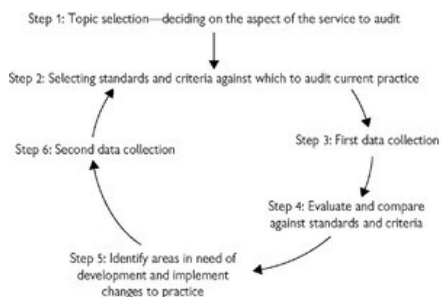 Step 1: Topic selection—deciding on the aspect of the service to audit
Step 2: Selecting standards and criteria against which to audit current practice
Step 6: Second data collection
Step 3: First data collection
Step 4: Evaluate and compare
against standards and criteria
Step 5: Identify areas in need of
development and implement
changes to practice